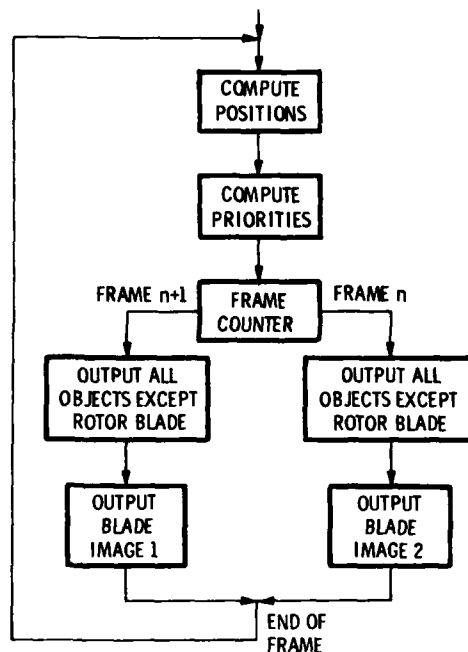 COMPUTE
POSITIONS
COMPUTE
PRIORITIES
FRAME n+1
FRAME
COUNTER
FRAME n
OUTPUT ALL
OBJECTS EXCEPT
ROTOR BLADE
OUTPUT ALL
OBJECTS EXCEPT
ROTOR BLADE
OUTPUT
BLADE
IMAGE 1
OUTPUT
BLADE
IMAGE 2
END OF
FRAME